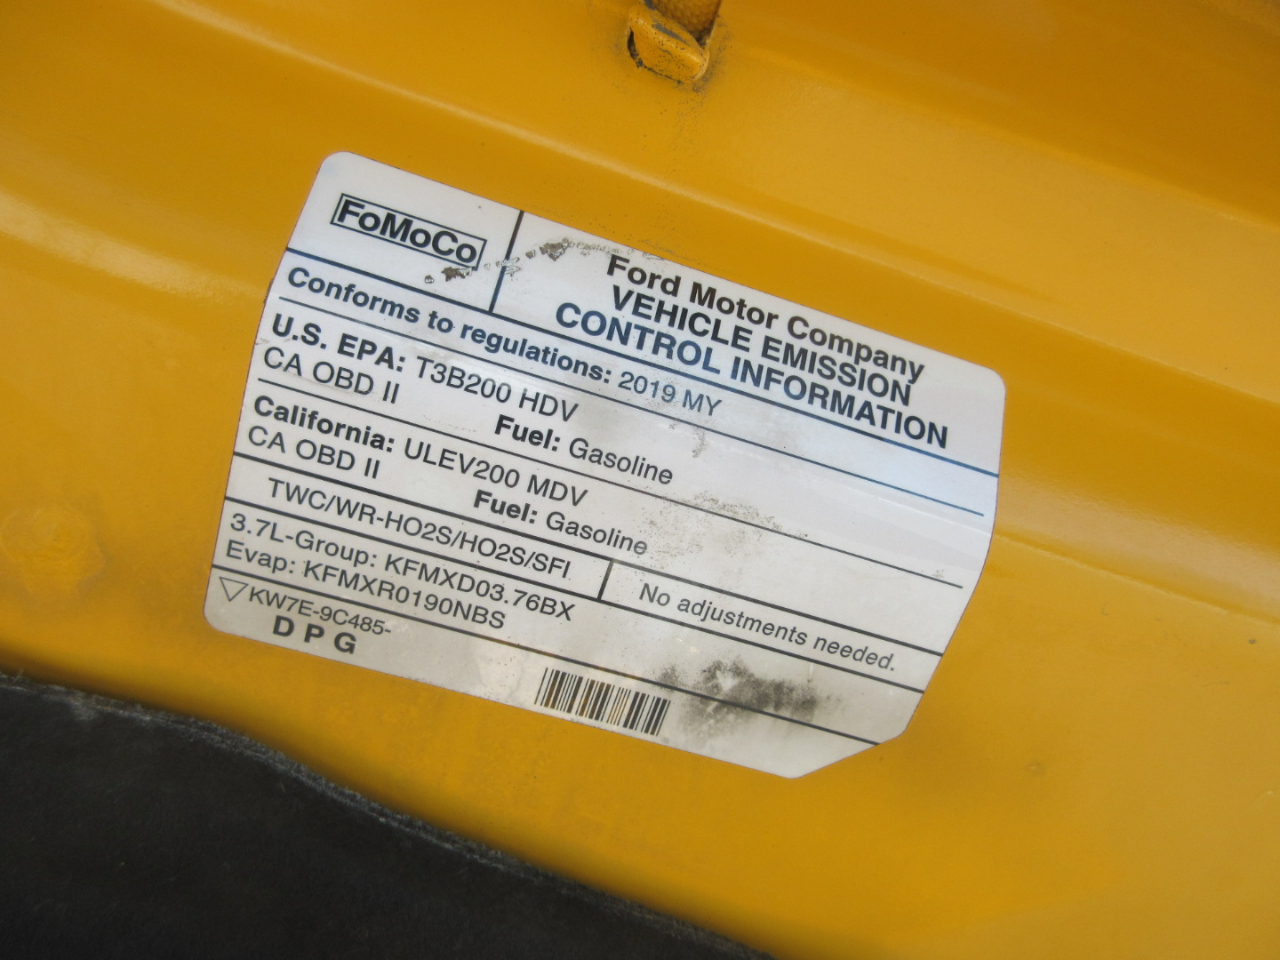 FoMoCo
Ford Motor Company
VEHICLE EMISSION
CONTROL INFORMATION
Conforms to regulations: 2019 MY
U.S. EPA: T3B200 HDV
CA OBD II Fuel: Gasoline
California: ULEV200 MDV
CA OBD II Fuel: Gasoline
TWC/WR-HO2S/HO2S/SFI
No adjustments needed.
3.7L-Group: KFMXD03.76BX
Evap: KFMXR0190NBS
KW7E-9C485-
DPG